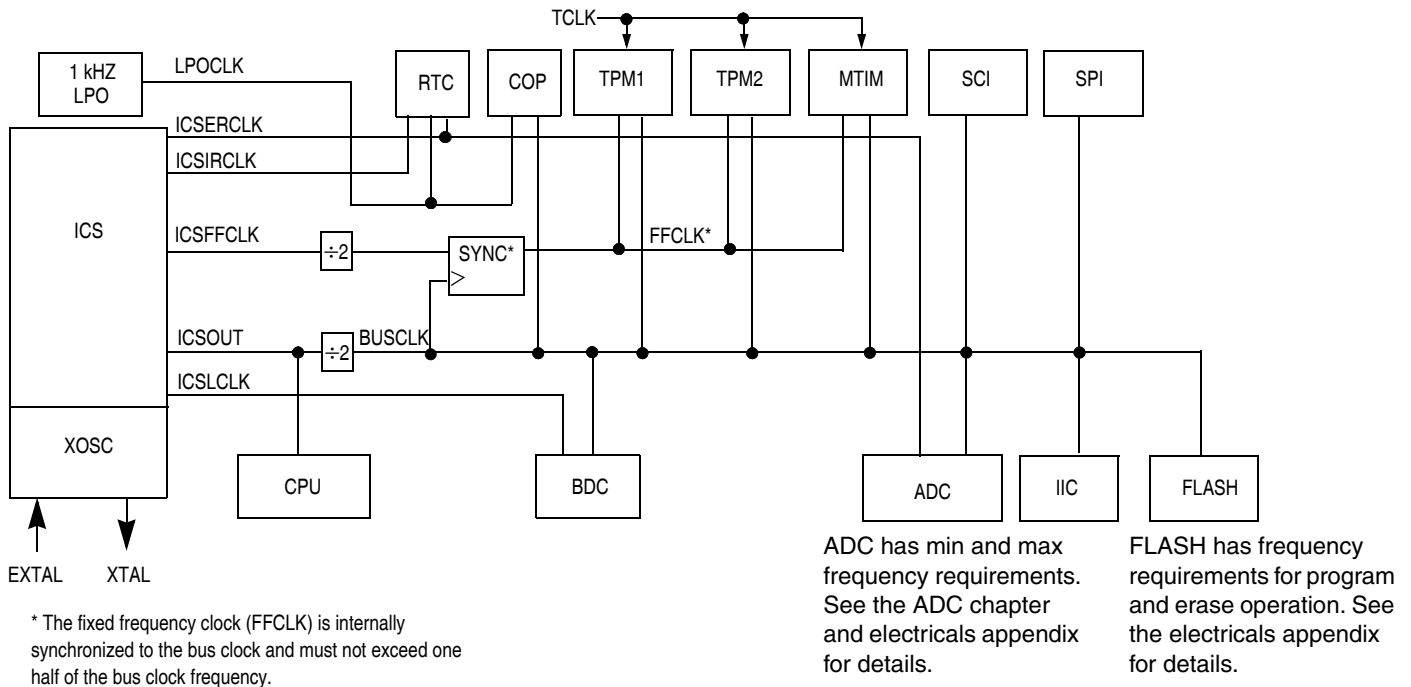 TCLK
1 kHZ
LPO
LPOCLK
RTC
COP
TPM1
TPM2
MTIM
SCI
SPI
ICSERCLK
ICSIRCLK
ICS
ICSFFCLK
÷2
SYNC*
FFCLK*
ICSOUT
÷2
BUSCLK
ICSLCLK
XOSC
CPU
BDC
ADC
IIC
FLASH
EXTAL
XTAL
* The fixed frequency clock (FFCLK) is internally
synchronized to the bus clock and must not exceed one
half of the bus clock frequency.
ADC has min and max
frequency requirements.
See the ADC chapter
and electricals appendix
for details.
FLASH has frequency
requirements for program
and erase operation. See
the electricals appendix
for details.